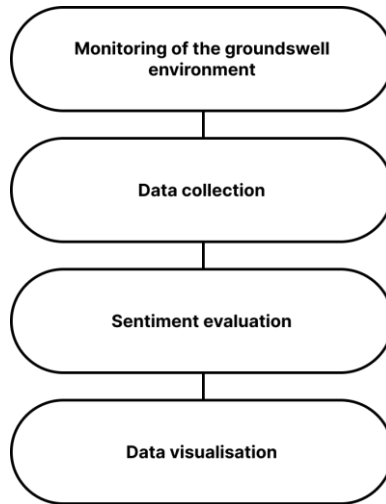 Monitoring of the groundswell
environment
Data collection
Sentiment evaluation
Data visualisation